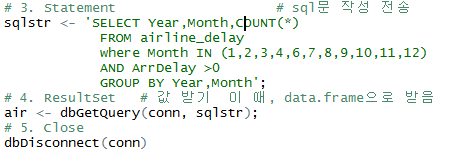 # 3. Statement # sql문 작성 전송
sqlstr <- 'SELECT Year,Month,COUNT(*)
FROM airline_delay
where Month IN (1,2,3,4,6,7,8,9,10,11,12)
AND ArrDelay >0
GROUP BY Year,Month';
# 4. ResultSet # 값 받기 이 때, data.frame으로 받음
air <- dbGetQuery(conn, sqlstr);
# 5. Close
dbDisconnect(conn)